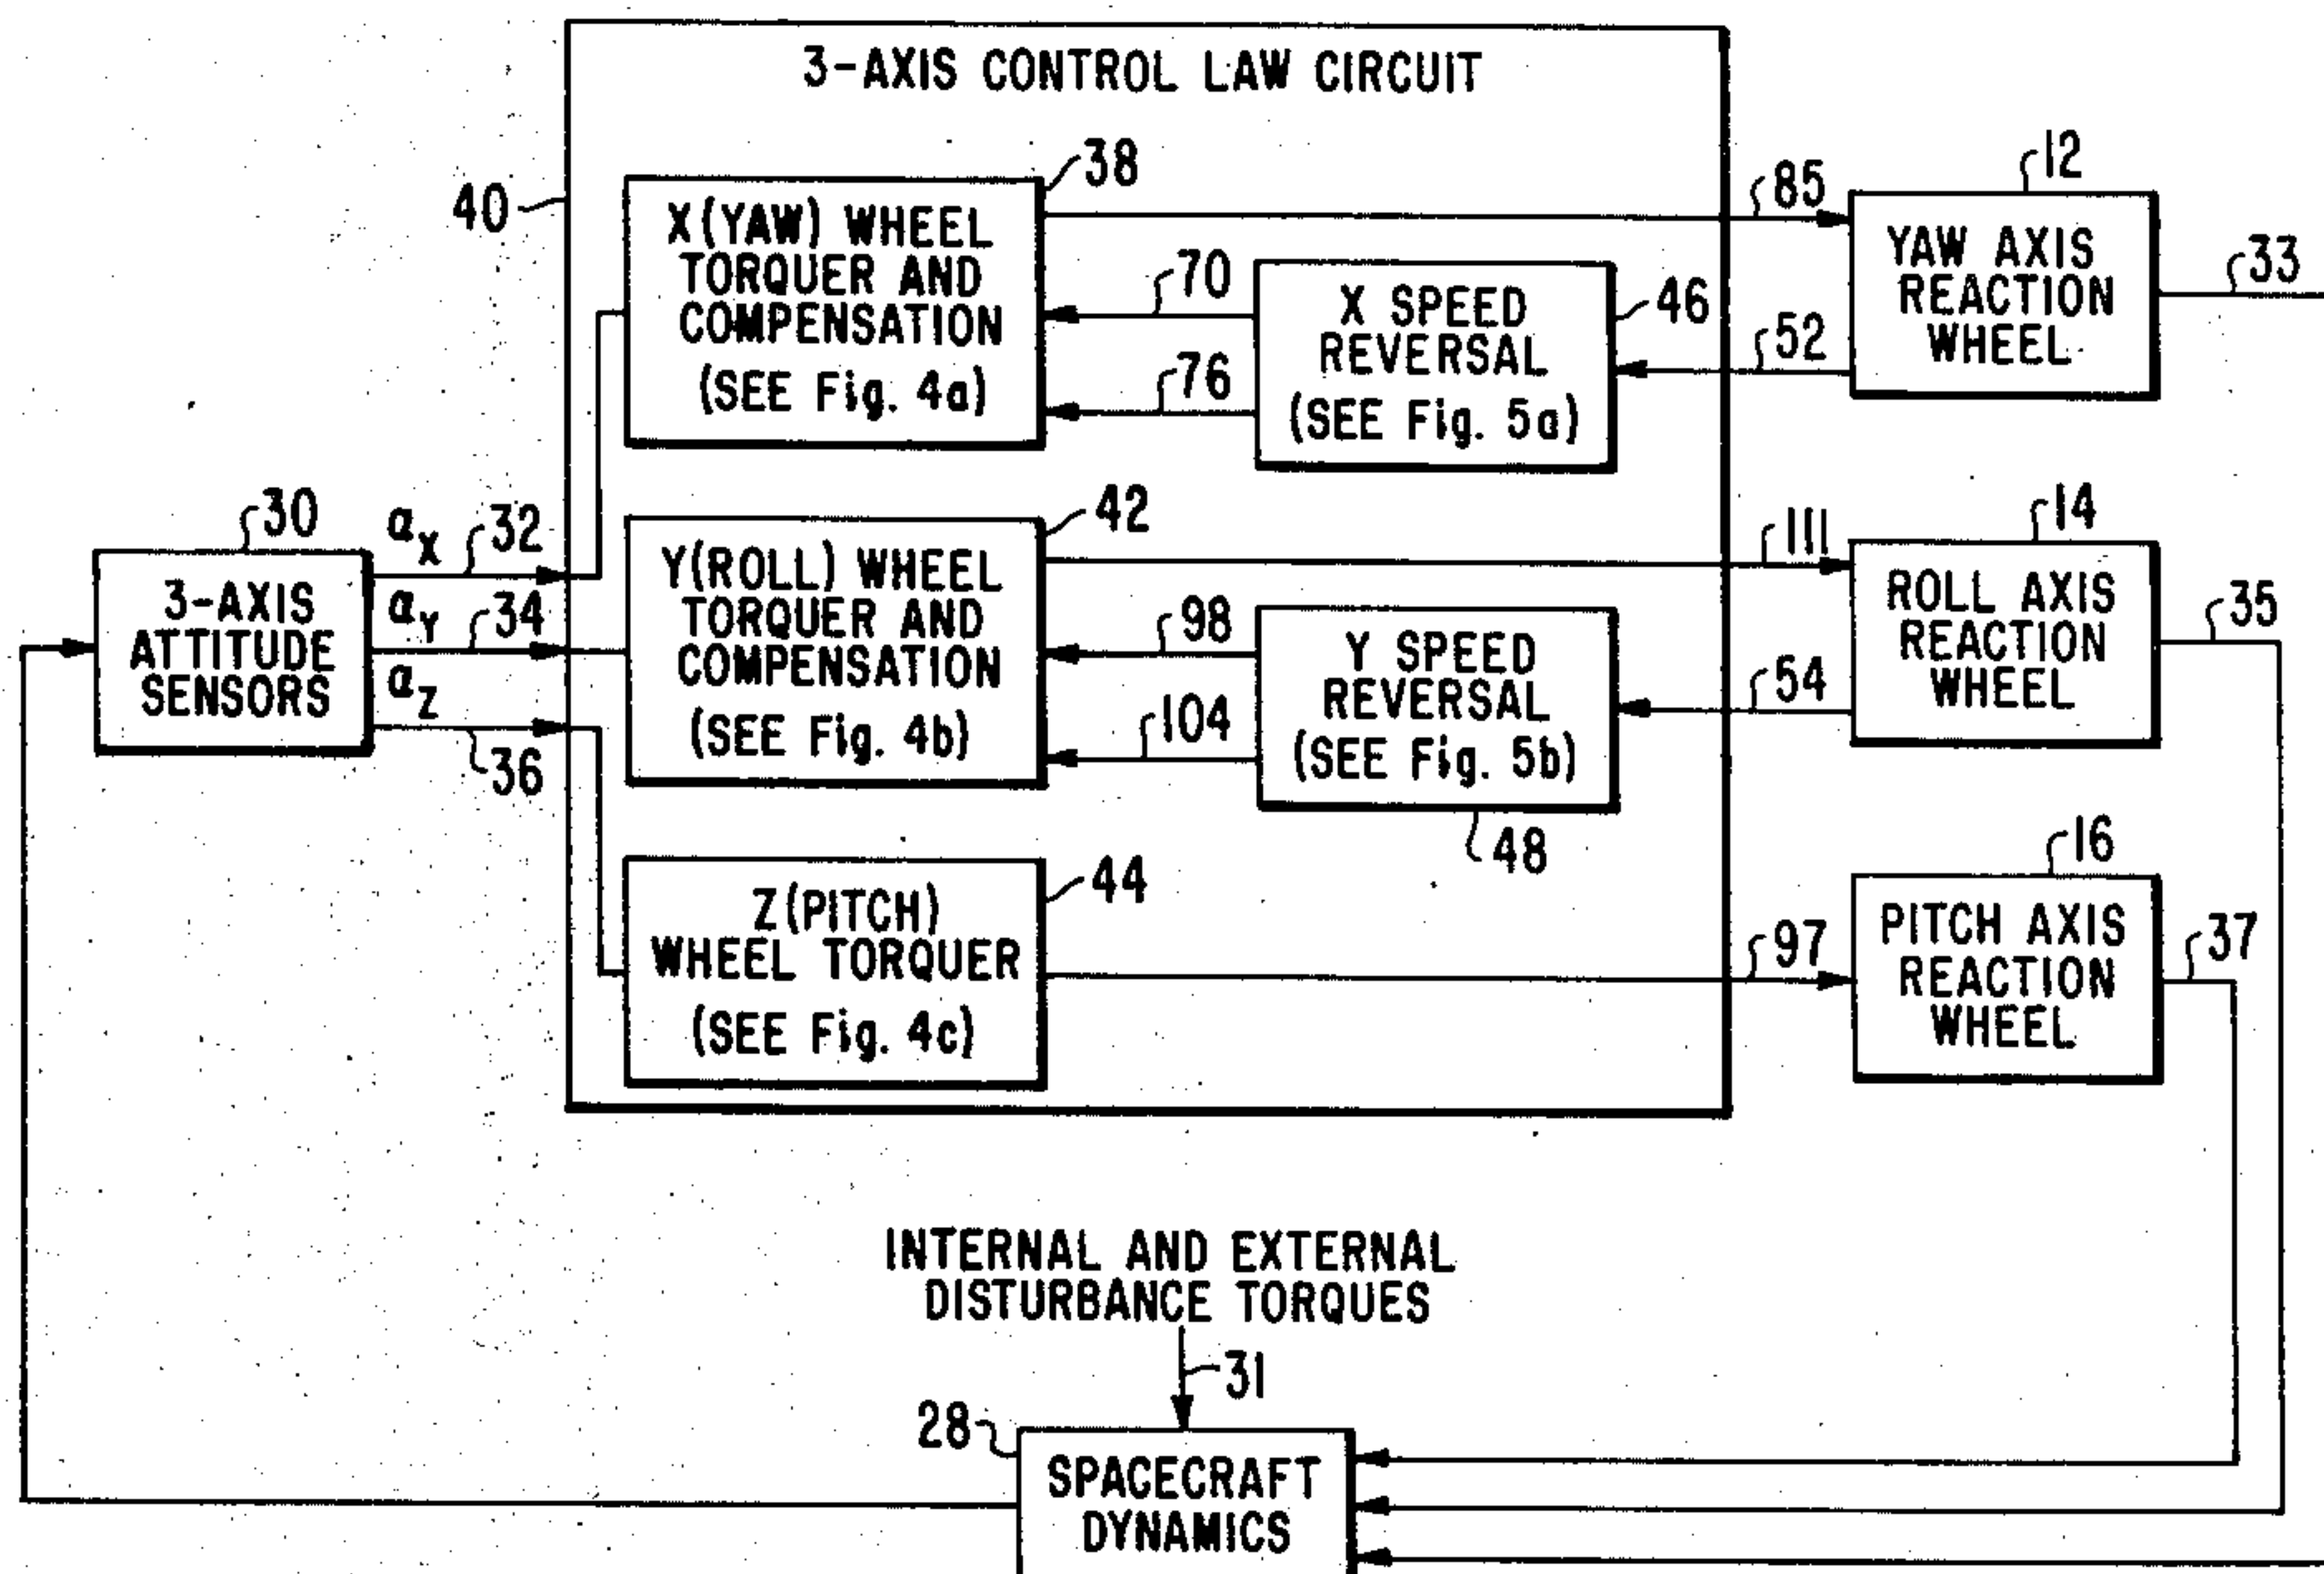 3-AXIS CONTROL LAW CIRCUIT
40
38
X(YAW) WHEEL
TORQUER AND
COMPENSATION
(SEE Fig. 4a)
70
76
X SPEED
REVERSAL
(SEE Fig. 5a)
46
85
52
12
YAW AXIS
REACTION
WHEEL
33
30
3-AXIS
ATTITUDE
SENSORS
αX
32
αY
34
αZ
36
42
Y(ROLL) WHEEL
TORQUER AND
COMPENSATION
(SEE Fig. 4b)
98
104
Y SPEED
REVERSAL
(SEE Fig. 5b)
48
111
54
14
ROLL AXIS
REACTION
WHEEL
35
44
Z(PITCH)
WHEEL TORQUER
(SEE Fig. 4c)
97
16
PITCH AXIS
REACTION
WHEEL
37
INTERNAL AND EXTERNAL
DISTURBANCE TORQUES
31
28
SPACECRAFT
DYNAMICS